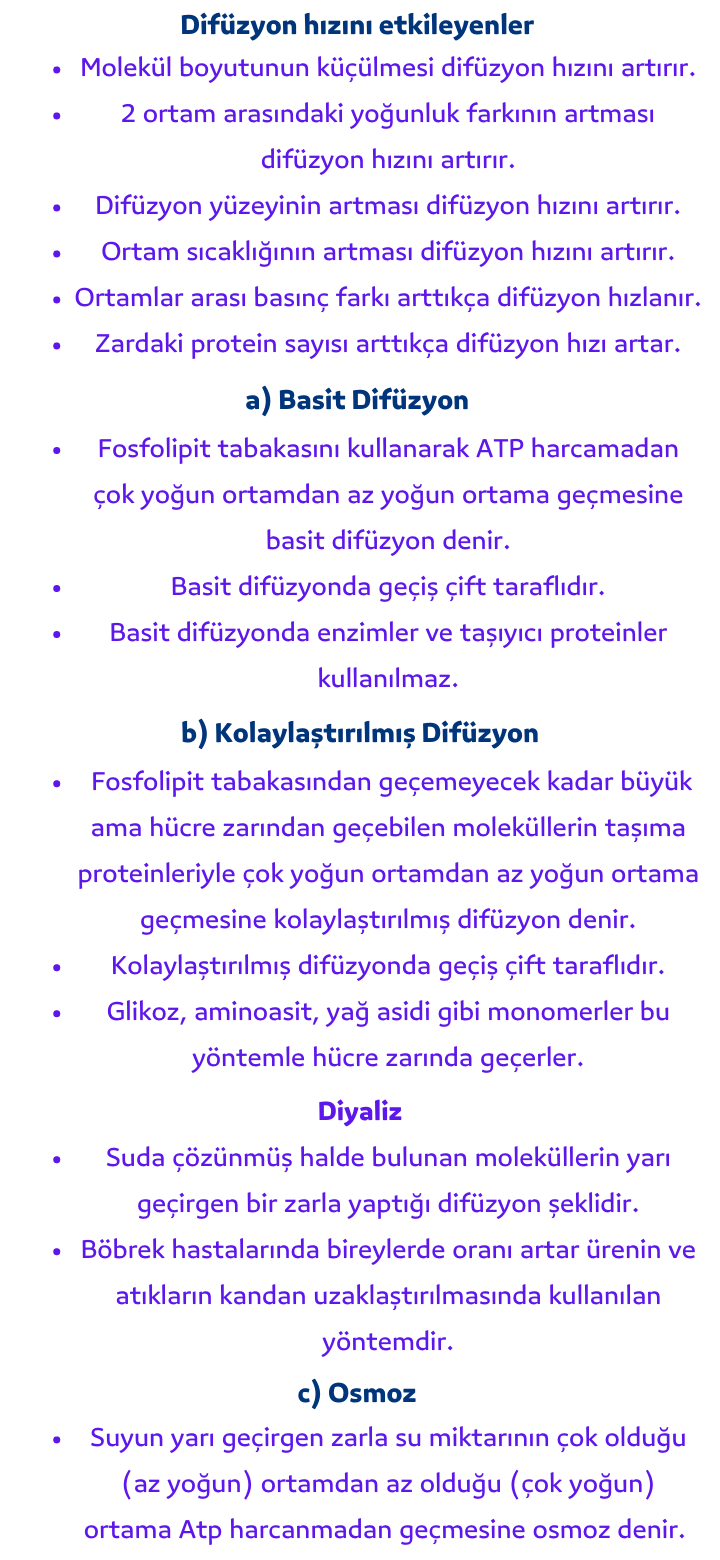 Difüzyon hızını etkileyenler
• Molekül boyutunun küçülmesi difüzyon hızını artırır.
• 2 ortam arasındaki yoğunluk farkının artması
difüzyon hızını artırır.
• Difüzyon yüzeyinin artması difüzyon hızını artırır.
• Ortam sıcaklığının artması difüzyon hızını artırır.
• Ortamlar arası basınç farkı arttıkça difüzyon hızlanır.
• Zardaki protein sayısı arttıkça difüzyon hızı artar.
a) Basit Difüzyon
• Fosfolipit tabakasını kullanarak ATP harcamadan
çok yoğun ortamdan az yoğun ortama geçmesine
basit difüzyon denir.
• Basit difüzyonda geçiş çift taraflıdır.
• Basit difüzyonda enzimler ve taşıyıcı proteinler
kullanılmaz.
b) Kolaylaştırılmış Difüzyon
• Fosfolipit tabakasından geçemeyecek kadar büyük
ama hücre zarından geçebilen moleküllerin taşıma
proteinleriyle çok yoğun ortamdan az yoğun ortama
geçmesine kolaylaştırılmış difüzyon denir.
• Kolaylaştırılmış difüzyonda geçiş çift taraflıdır.
• Glikoz, aminoasit, yağ asidi gibi monomerler bu
yöntemle hücre zarında geçerler.
Diyaliz
• Suda çözünmüş halde bulunan moleküllerin yarı
geçirgen bir zarla yaptığı difüzyon şeklidir.
• Böbrek hastalarında bireylerde oranı artar ürenin ve
atıkların kandan uzaklaştırılmasında kullanılan
yöntemdir.
c) Osmoz
• Suyun yarı geçirgen zarla su miktarının çok olduğu
(az yoğun) ortamdan az olduğu (çok yoğun)
ortama Atp harcanmadan geçmesine osmoz denir.